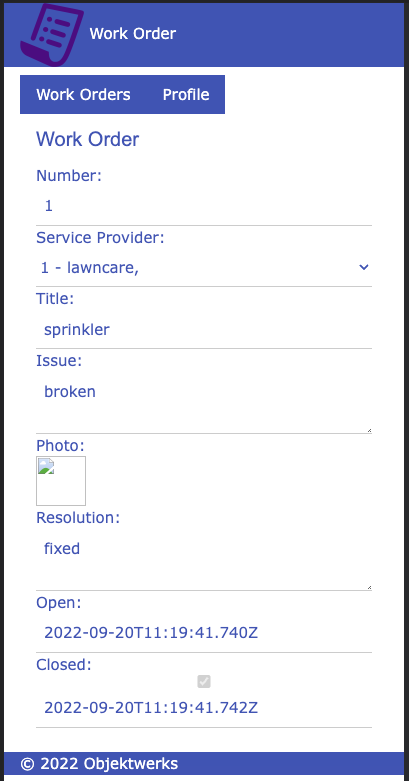 Work Order
Work Orders Profile
Work Order
Number:
1
Service Provider:
1 - lawncare,
Title:
sprinkler
Issue:
broken
Photo:
Resolution:
fixed
Open:
2022-09-20T11:19:41.740Z
Closed:
2022-09-20T11:19:41.742Z
© 2022 Objektwerks